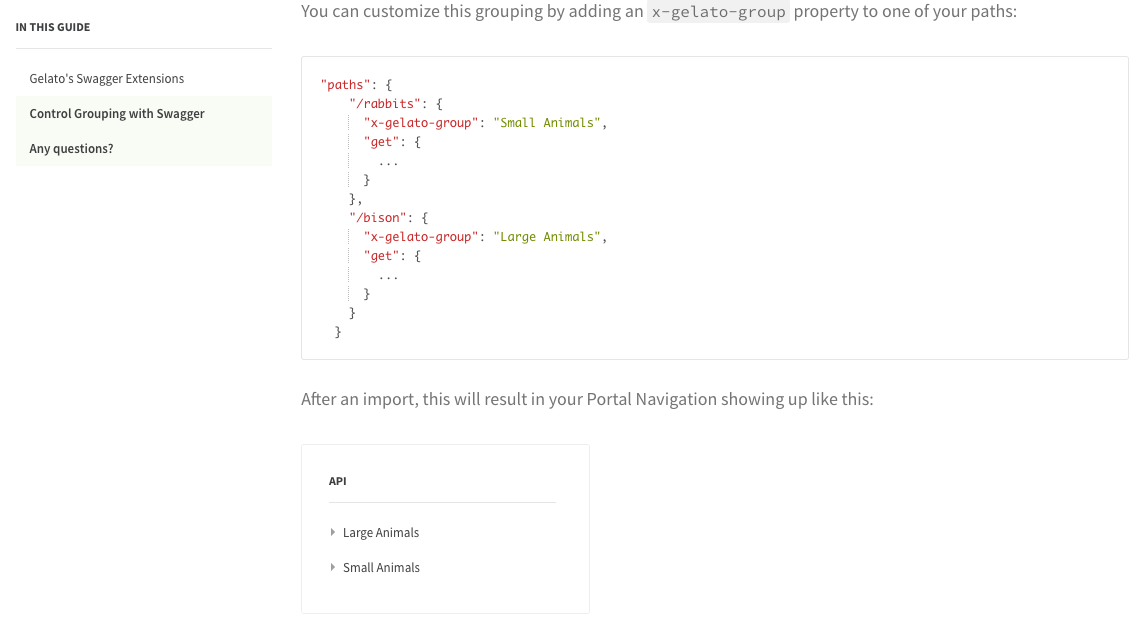 IN THIS GUIDE
Gelato's Swagger Extensions
Control Grouping with Swagger
Any questions?
You can customize this grouping by adding an x-gelato-group property to one of your paths:
"paths": {
"/rabbits": {
"x-gelato-group": "Small Animals",
"get": {
...
}
},
"/bison": {
"x-gelato-group": "Large Animals",
"get": {
...
}
}
}
After an import, this will result in your Portal Navigation showing up like this:
API
Large Animals
Small Animals